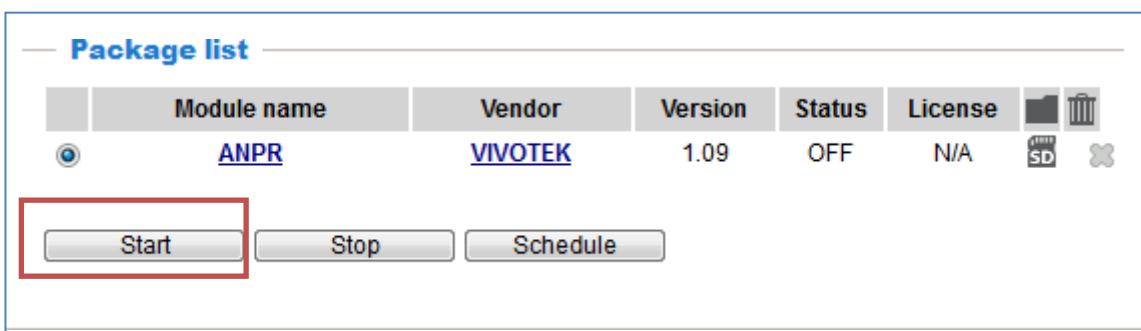 Package list
Module name Vendor Version Status License
ANPR VIVOTEK 1.09 OFF N/A SD
Start Stop Schedule